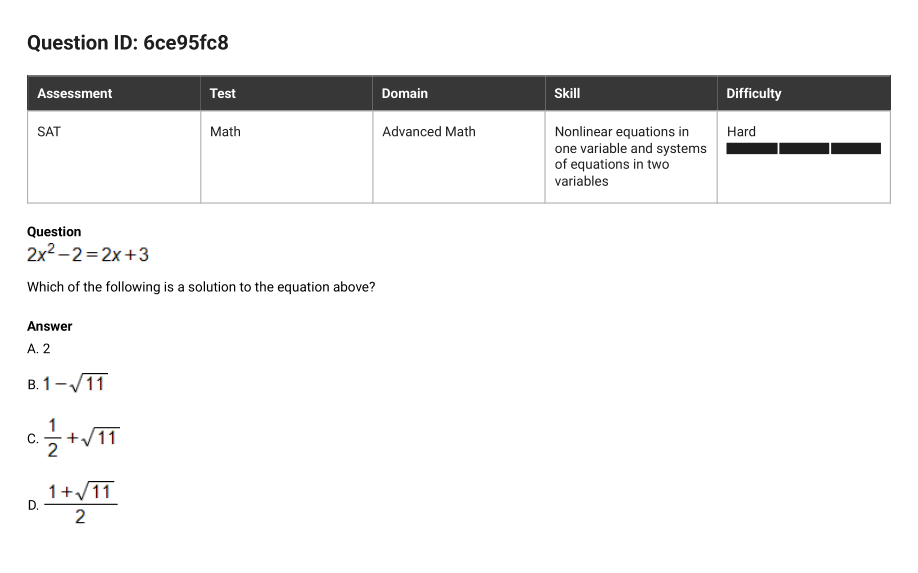 Question ID: 6ce95fc8
Assessment Test Domain Skill Difficulty
SAT Math Advanced Math Nonlinear equations in one variable and systems of equations in two variables Hard
Question
2x² − 2 = 2x + 3
Which of the following is a solution to the equation above?
Answer
A. 2
B. 1 − √11
C. 1/2 + √11
D. (1 + √11)/2